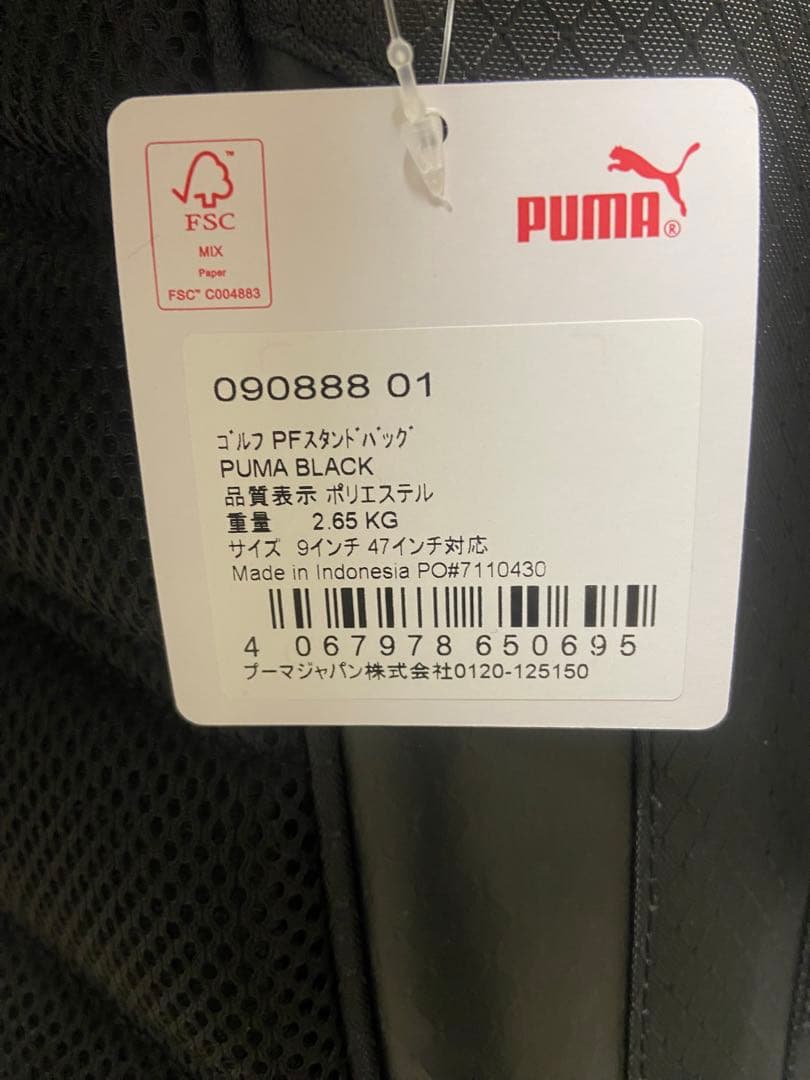 FSC
MIX
Paper
FSC™ C004883
PUMA®
090888 01
ｺﾞﾙﾌ PFｽﾀﾝﾄﾞﾊﾞｯｸﾞ
PUMA BLACK
品質表示 ポリエステル
重量 2.65 KG
サイズ 9インチ 47インチ対応
Made in Indonesia PO#7110430
4 067978 650695
プーマジャパン株式会社0120-125150